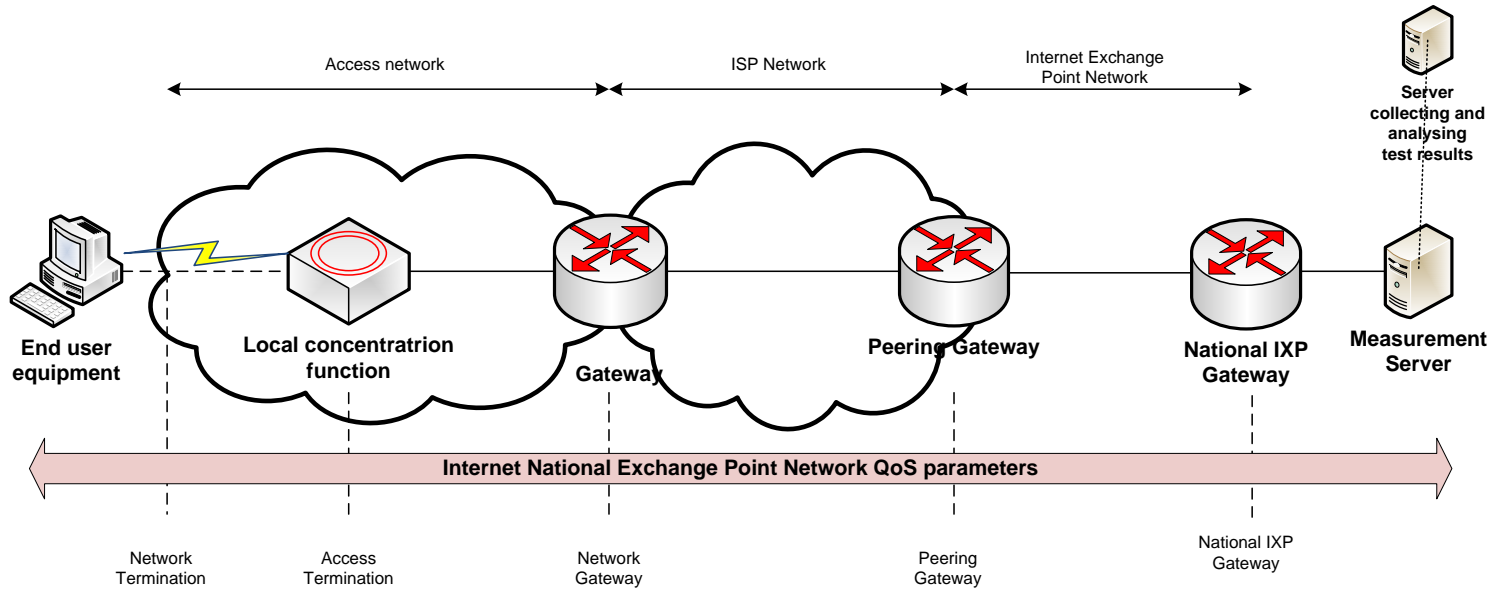 Access network
ISP Network
Internet Exchange
Point Network
Server
collecting and
analysing
test results
End user
equipment
Local concentratrion
function
Gateway
Peering Gateway
National IXP
Gateway
Measurement
Server
Internet National Exchange Point Network QoS parameters
Network
Termination
Access
Termination
Network
Gateway
Peering
Gateway
National IXP
Gateway